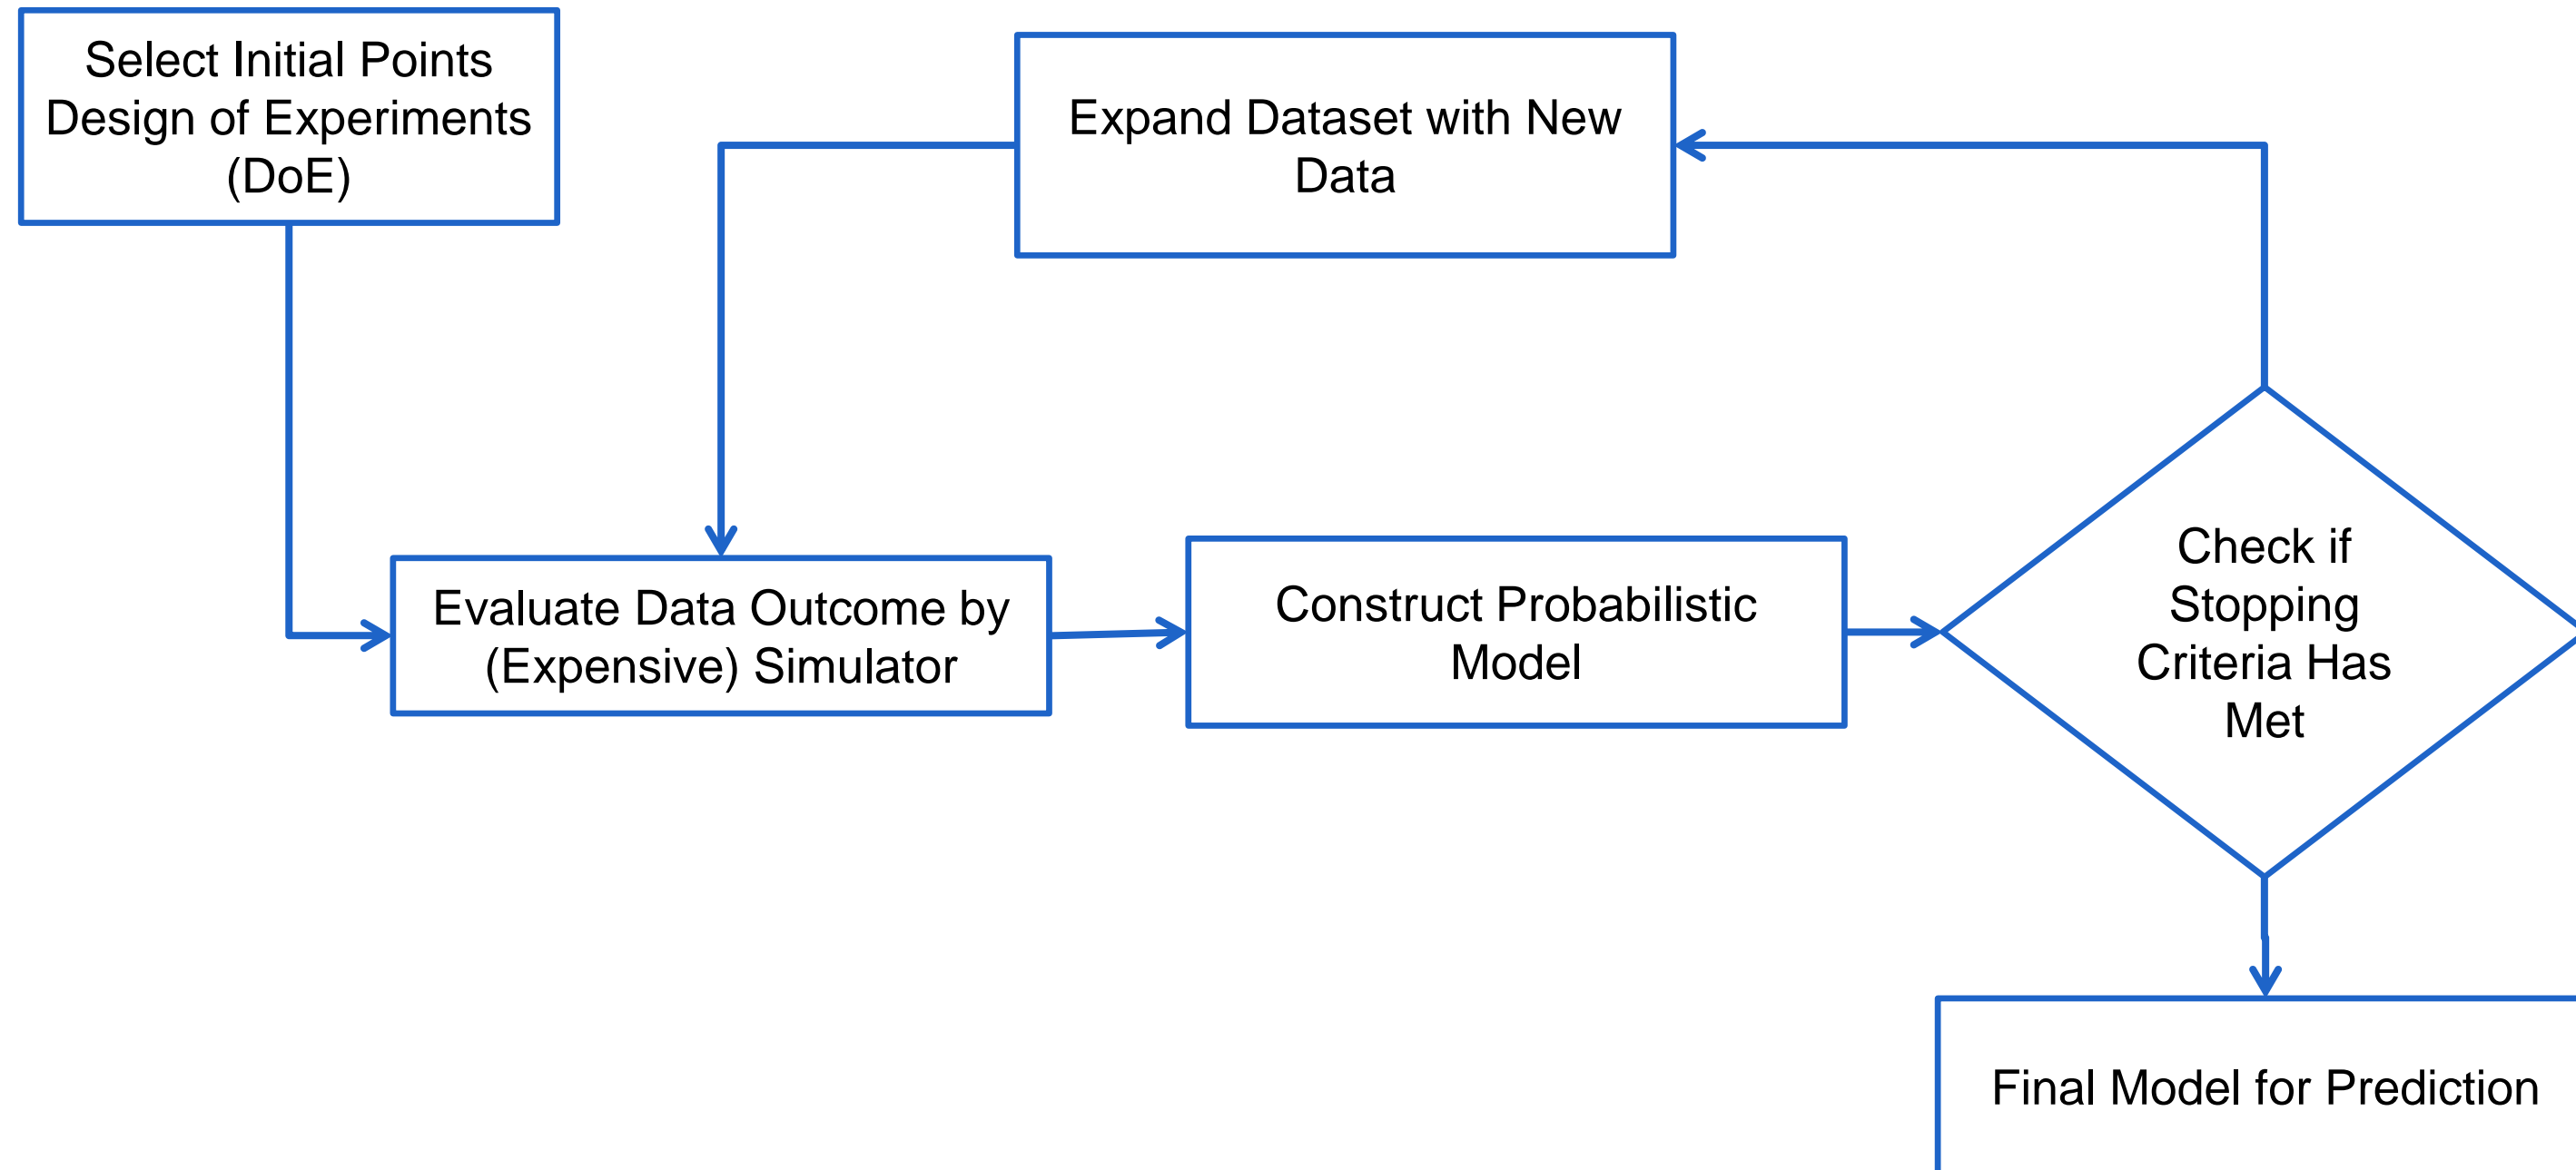 Select Initial Points
Design of Experiments
(DoE)
Expand Dataset with New
Data
Evaluate Data Outcome by
(Expensive) Simulator
Construct Probabilistic
Model
Check if
Stopping
Criteria Has
Met
Final Model for Prediction